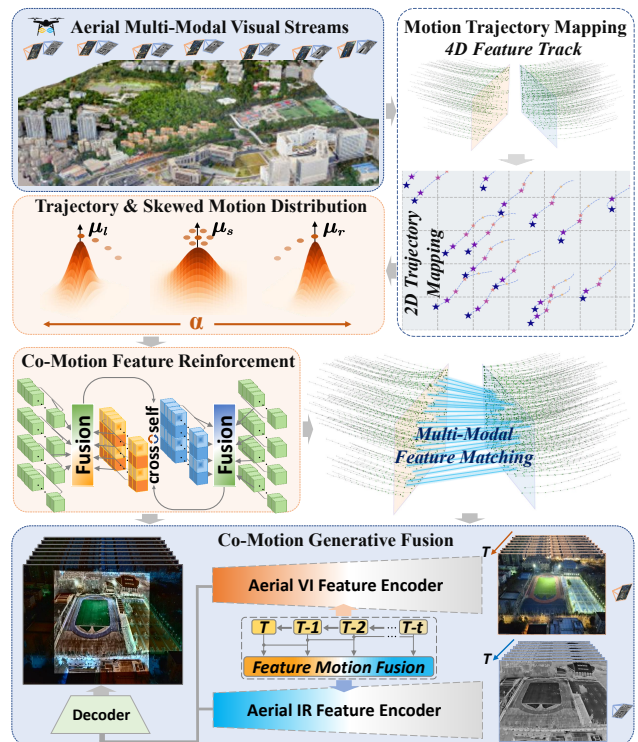 Aerial Multi-Modal Visual Streams
Motion Trajectory Mapping
4D Feature Track
2D Trajectory
Mapping
Trajectory & Skewed Motion Distribution
μl
μs
μr
α
Co-Motion Feature Reinforcement
Fusion
cross
self
Fusion
Multi-Modal
Feature Matching
Co-Motion Generative Fusion
Aerial VI Feature Encoder
T
T-1
T-2
T-t
Feature Motion Fusion
Aerial IR Feature Encoder
Decoder
T
T